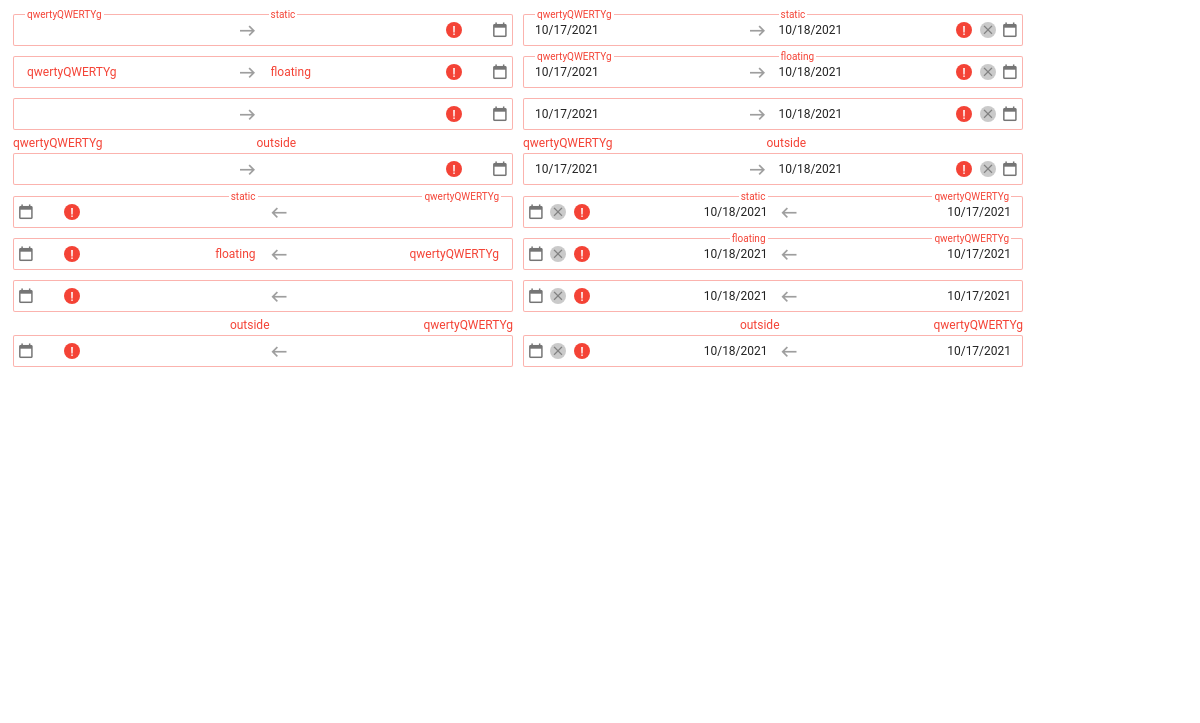 qwertyQWERTYg static qwertyQWERTYg static
10/17/2021 10/18/2021
qwertyQWERTYg floating
qwertyQWERTYg floating 10/17/2021 10/18/2021
10/17/2021 10/18/2021
qwertyQWERTYg outside qwertyQWERTYg outside
10/17/2021 10/18/2021
static qwertyQWERTYg static qwertyQWERTYg
10/18/2021 10/17/2021
floating qwertyQWERTYg
floating qwertyQWERTYg 10/18/2021 10/17/2021
10/18/2021 10/17/2021
outside qwertyQWERTYg outside qwertyQWERTYg
10/18/2021 10/17/2021